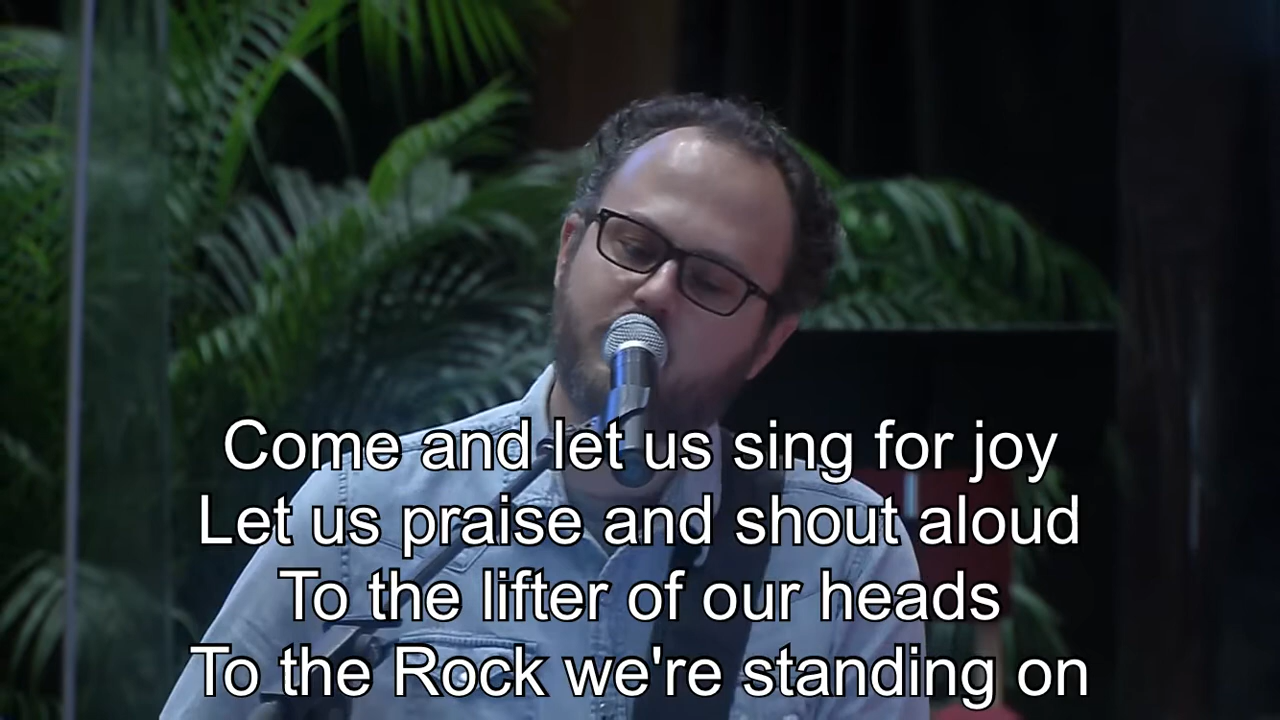 Come and let us sing for joy
Let us praise and shout aloud
To the lifter of our heads
To the Rock we're standing on